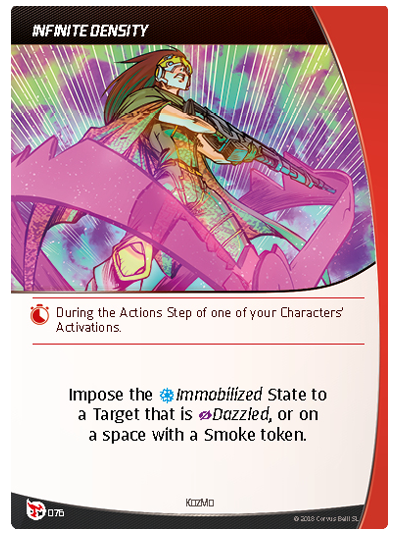 INFINITE DENSITY
During the Actions Step of one of your Characters'
Activations.
Impose the Immobilized State to
a Target that is Dazzled, or on
a space with a Smoke token.
KozMo
076
© 2018 Corvus Belli SL